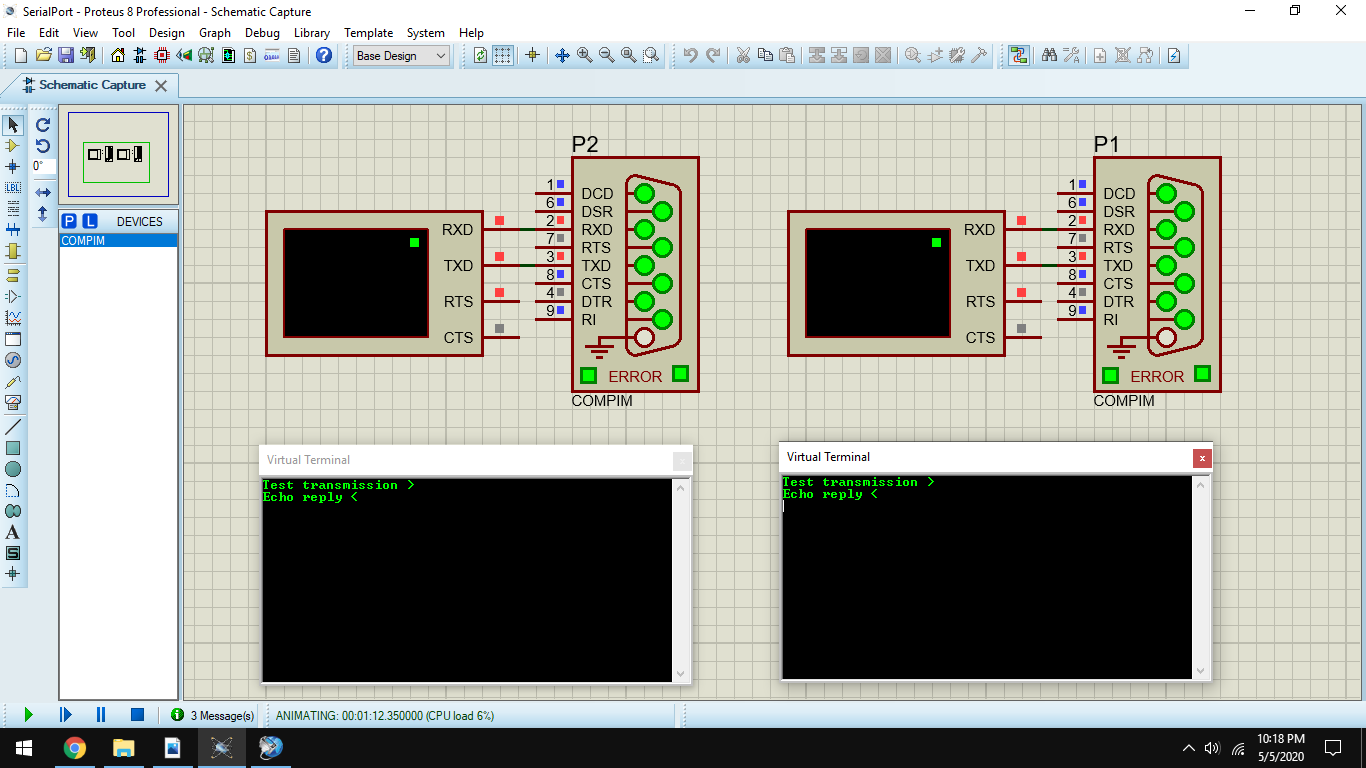 SerialPort - Proteus 8 Professional - Schematic Capture
File Edit View Tool Design Graph Debug Library Template System Help
Base Design
Schematic Capture
0°
P L DEVICES
COMPIM
P2
1 DCD
6 DSR
RXD 2 RXD
7 RTS
TXD 3 TXD
8 CTS
RTS 4 DTR
9 RI
CTS
ERROR
COMPIM
P1
1 DCD
6 DSR
RXD 2 RXD
7 RTS
TXD 3 TXD
8 CTS
RTS 4 DTR
9 RI
CTS
ERROR
COMPIM
Virtual Terminal
Test transmission >
Echo reply <
Virtual Terminal x
Test transmission >
Echo reply <
3 Message(s) ANIMATING: 00:01:12.350000 (CPU load 6%)
10:18 PM
5/5/2020